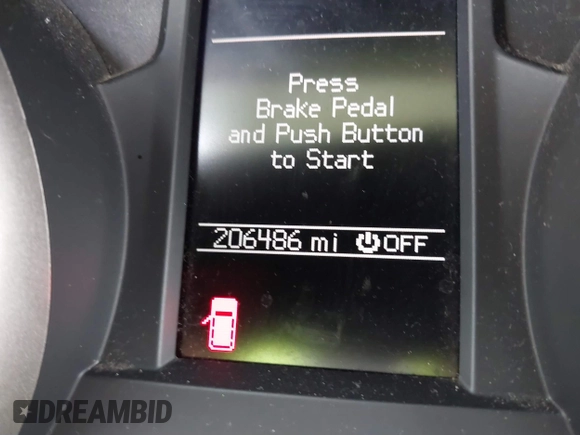 Press
Brake Pedal
and Push Button
to Start
206486 mi OFF
DREAMBID